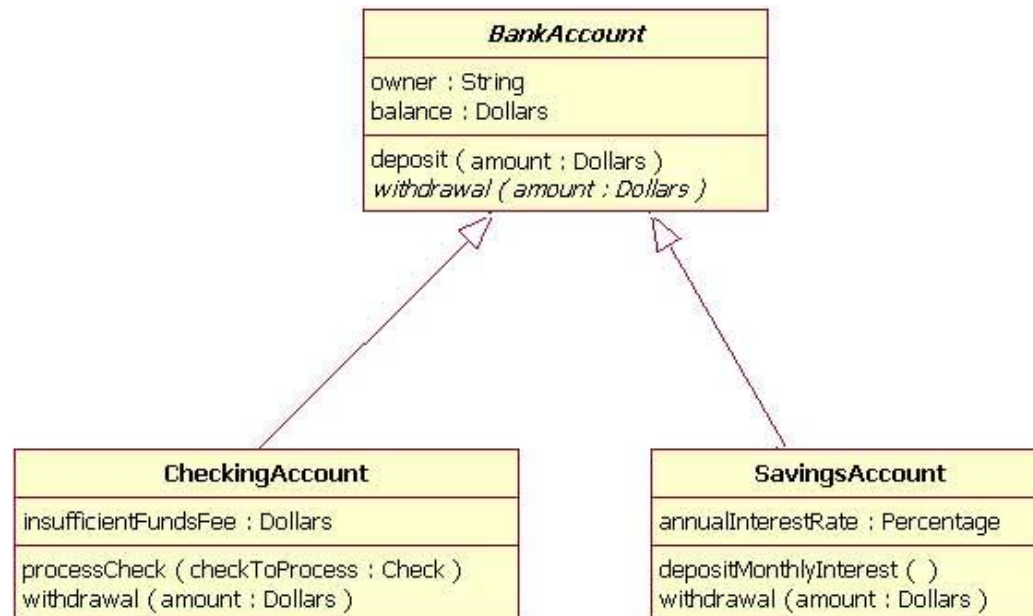 BankAccount
owner : String
balance : Dollars
deposit ( amount : Dollars )
withdrawal ( amount : Dollars )
CheckingAccount
insufficientFundsFee : Dollars
processCheck ( checkToProcess : Check )
withdrawal ( amount : Dollars )
SavingsAccount
annualInterestRate : Percentage
depositMonthlyInterest ( )
withdrawal ( amount : Dollars )